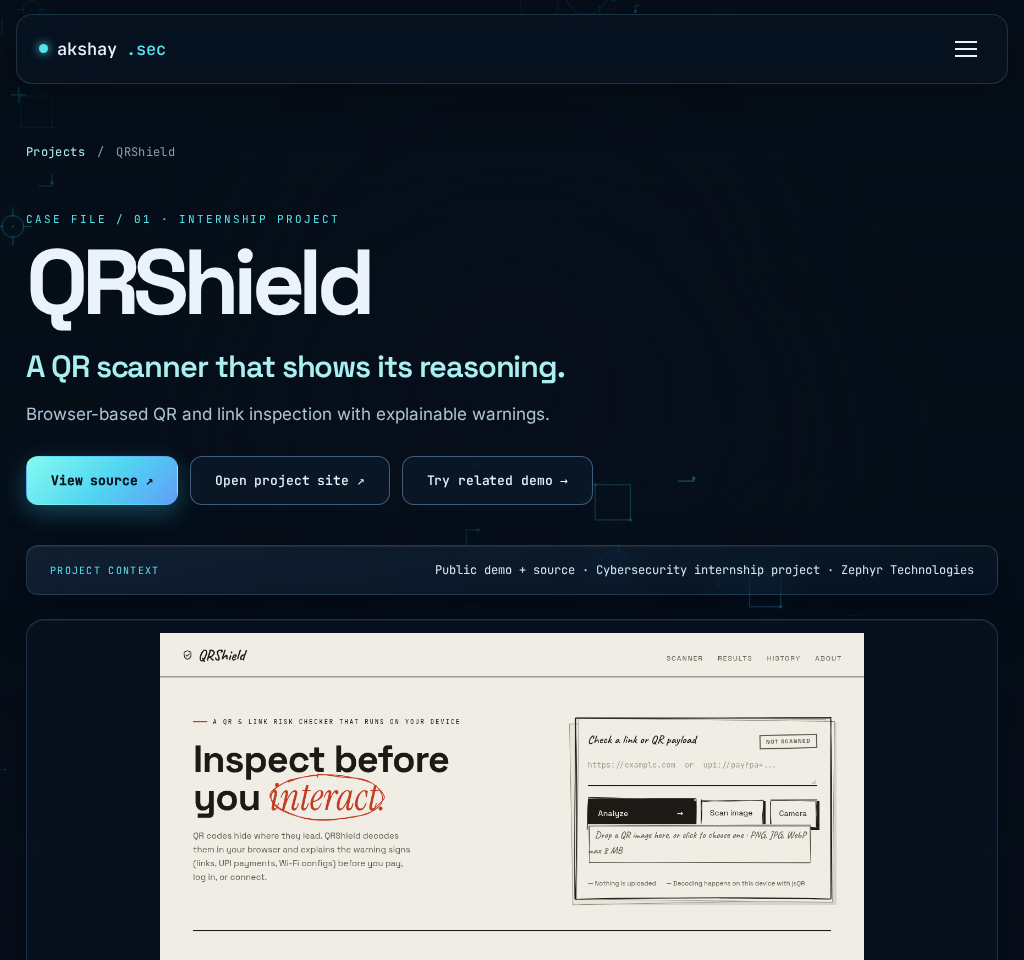 akshay .sec
Projects / QRShield
CASE FILE / 01 · INTERNSHIP PROJECT
QRShield
A QR scanner that shows its reasoning.
Browser-based QR and link inspection with explainable warnings.
View source ↗
Open project site ↗
Try related demo →
PROJECT CONTEXT
Public demo + source · Cybersecurity internship project · Zephyr Technologies
QRShield
SCANNER RESULTS HISTORY ABOUT
A QR & LINK RISK CHECKER THAT RUNS ON YOUR DEVICE
Inspect before
you interact.
QR codes hide where they lead. QRShield decodes
them in your browser and explains the warning signs
(links, UPI payments, Wi-Fi configs) before you pay,
log in, or connect.
Check a link or QR payload
NOT SCANNED
https://example.com or upi://pay?pa=...
Analyze →
Scan image
Camera
Drop a QR image here, or click to choose one · PNG, JPG, WebP
max 8 MB
— Nothing is uploaded — Decoding happens on this device with jsQR